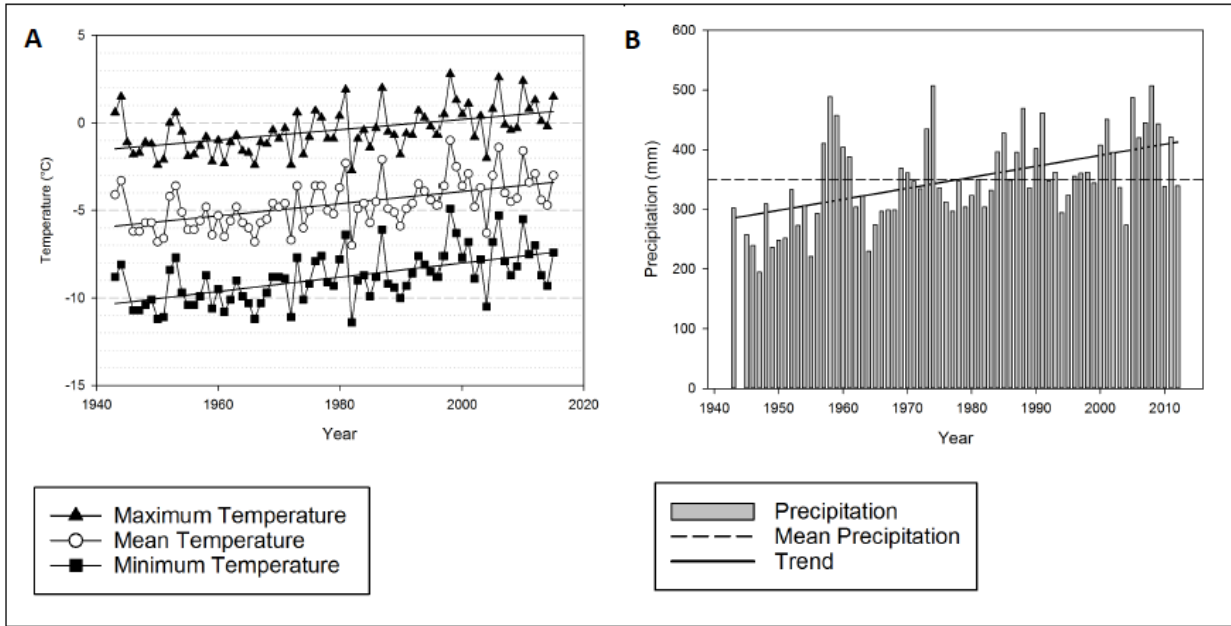 A
5
0
-5
-10
-15
Temperature (°C)
1940
1960
1980
2000
2020
Year
Maximum Temperature
Mean Temperature
Minimum Temperature
B
600
500
400
300
200
100
0
Precipitation (mm)
1940
1950
1960
1970
1980
1990
2000
2010
Year
Precipitation
Mean Precipitation
Trend